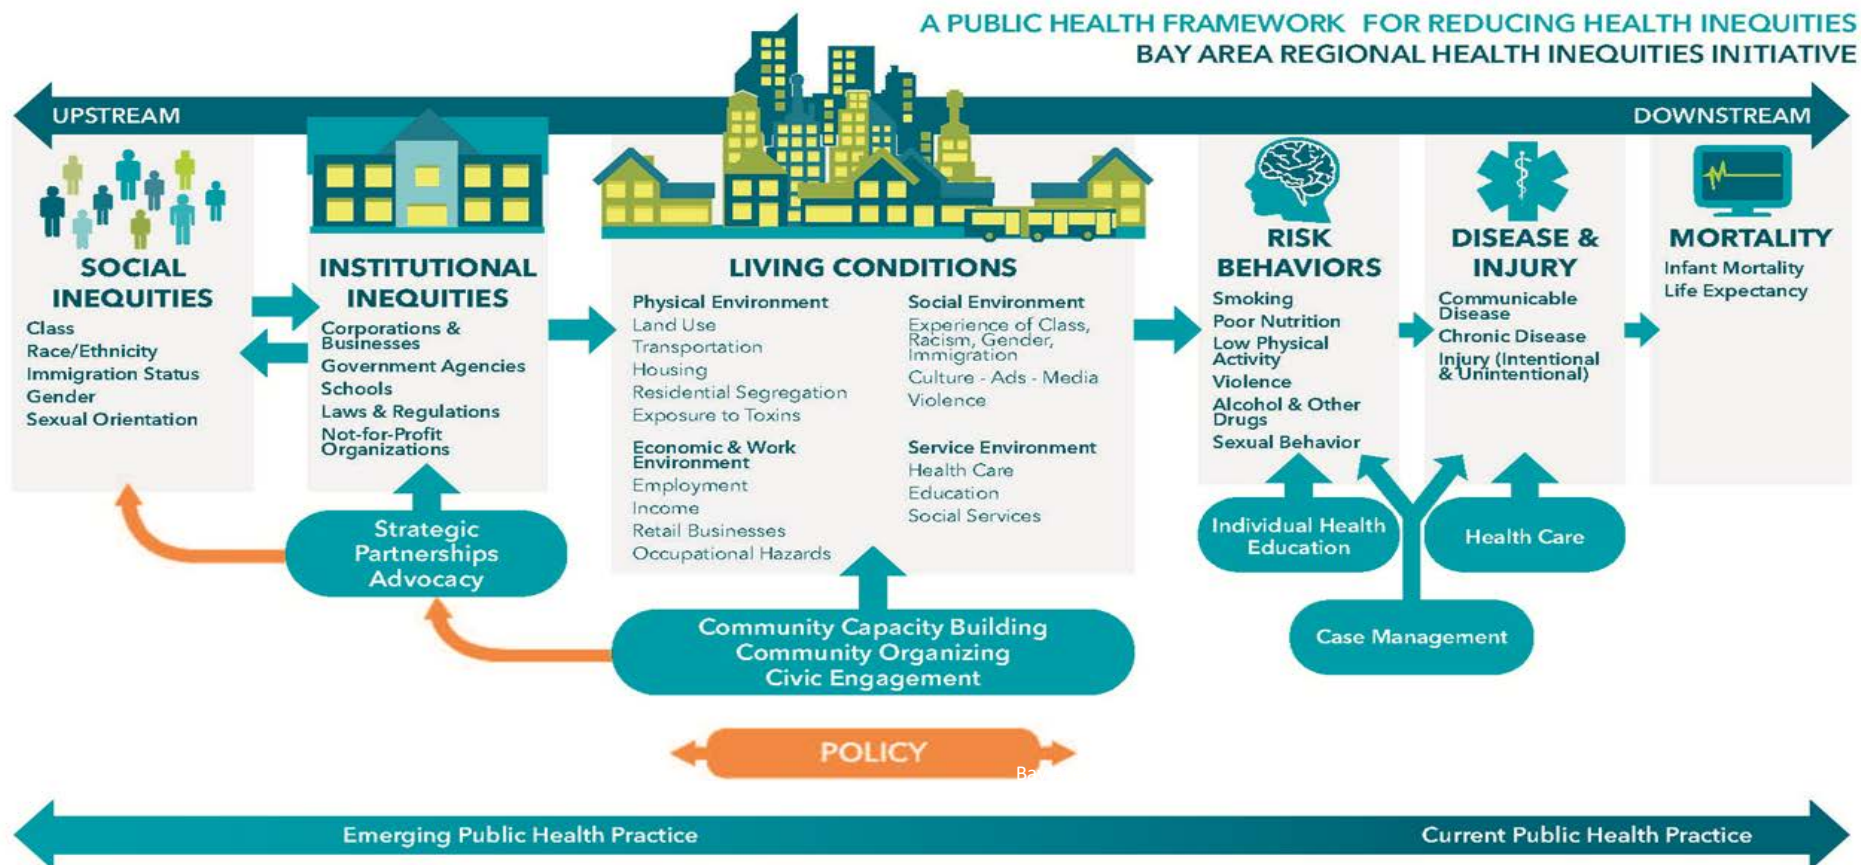 A PUBLIC HEALTH FRAMEWORK FOR REDUCING HEALTH INEQUITIES
BAY AREA REGIONAL HEALTH INEQUITIES INITIATIVE
UPSTREAM
DOWNSTREAM
SOCIAL
INEQUITIES
Class
Race/Ethnicity
Immigration Status
Gender
Sexual Orientation
INSTITUTIONAL
INEQUITIES
Corporations &
Businesses
Government Agencies
Schools
Laws & Regulations
Not-for-Profit
Organizations
LIVING CONDITIONS
Physical Environment
Land Use
Transportation
Housing
Residential Segregation
Exposure to Toxins
Economic & Work
Environment
Employment
Income
Retail Businesses
Occupational Hazards
Social Environment
Experience of Class,
Racism, Gender,
Immigration
Culture - Ads - Media
Violence
Service Environment
Health Care
Education
Social Services
RISK
BEHAVIORS
Smoking
Poor Nutrition
Low Physical
Activity
Violence
Alcohol & Other
Drugs
Sexual Behavior
DISEASE &
INJURY
Communicable
Disease
Chronic Disease
Injury (Intentional
& Unintentional)
MORTALITY
Infant Mortality
Life Expectancy
Strategic
Partnerships
Advocacy
Community Capacity Building
Community Organizing
Civic Engagement
Individual Health
Education
Health Care
Case Management
POLICY
Emerging Public Health Practice
Current Public Health Practice